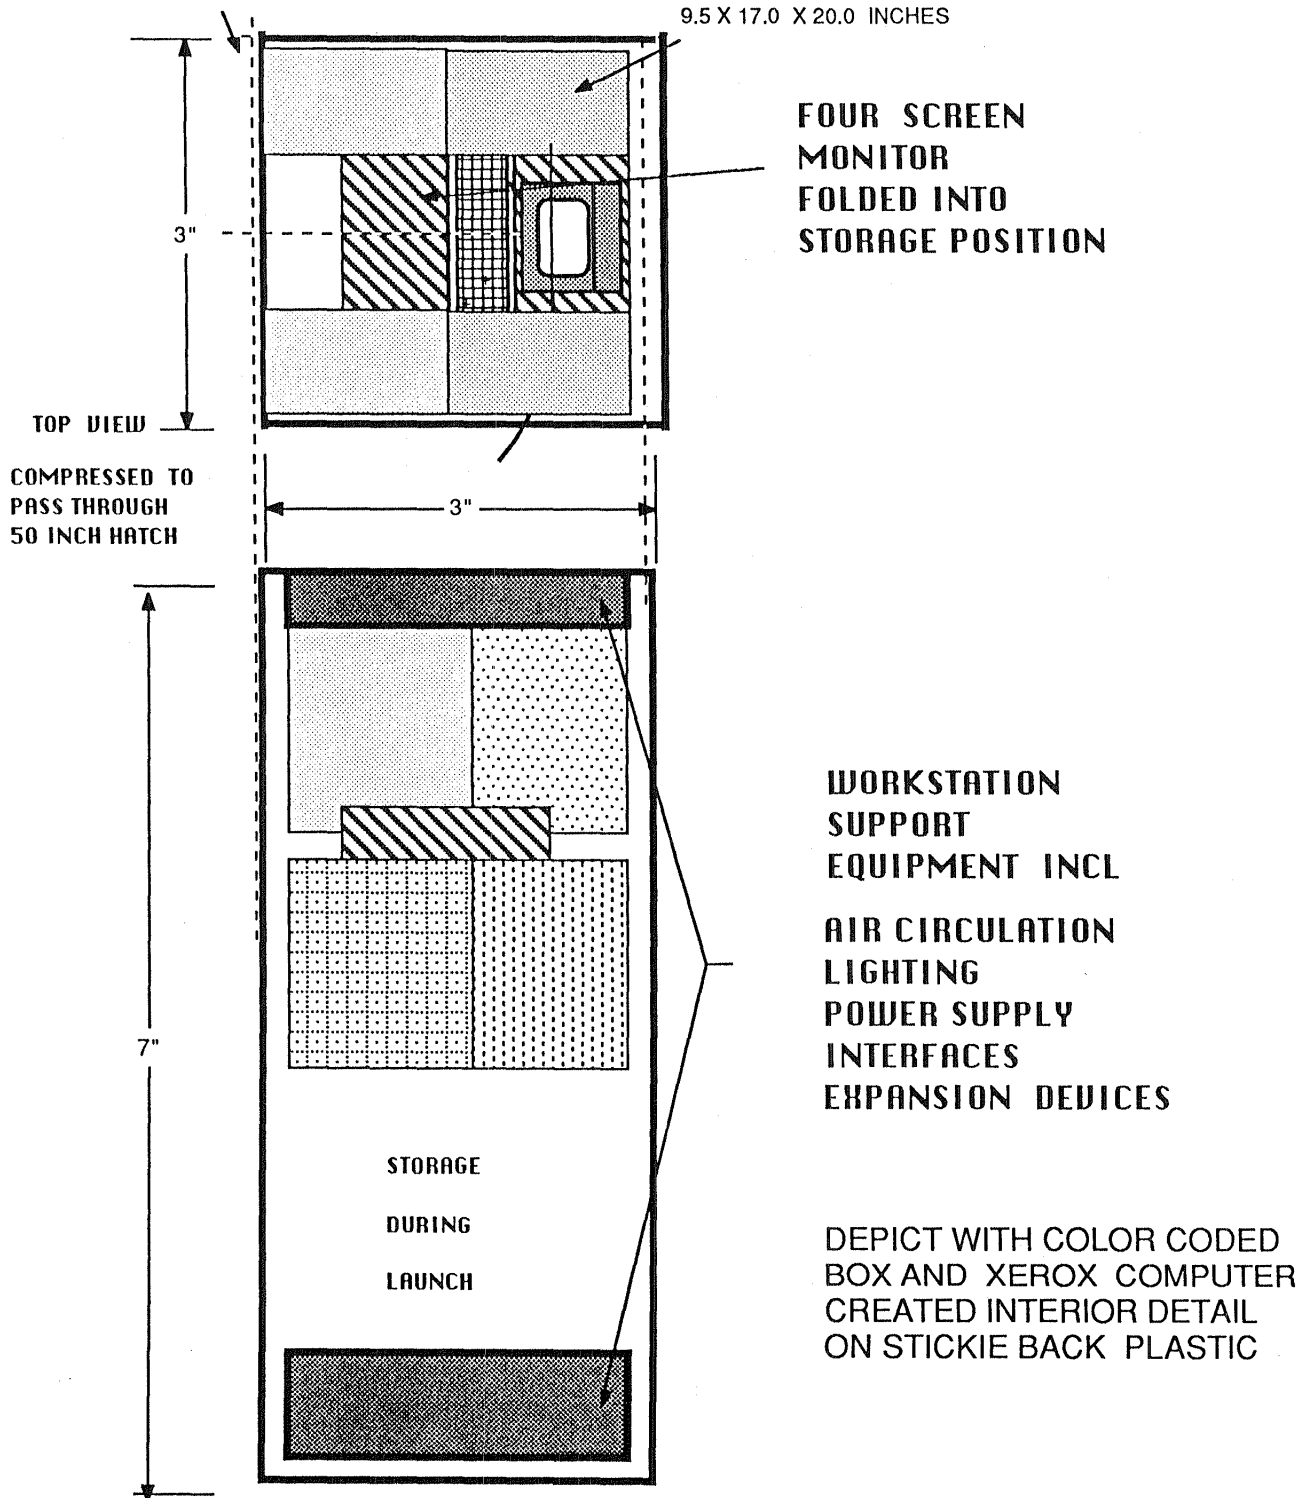 9.5 X 17.0 X 20.0 INCHES
FOUR SCREEN
MONITOR
FOLDED INTO
STORAGE POSITION
3"
TOP VIEW
COMPRESSED TO
PASS THROUGH
50 INCH HATCH
3"
WORKSTATION
SUPPORT
EQUIPMENT INCL
AIR CIRCULATION
LIGHTING
POWER SUPPLY
INTERFACES
EXPANSION DEVICES
7"
STORAGE
DURING
LAUNCH
DEPICT WITH COLOR CODED
BOX AND XEROX COMPUTER
CREATED INTERIOR DETAIL
ON STICKIE BACK PLASTIC